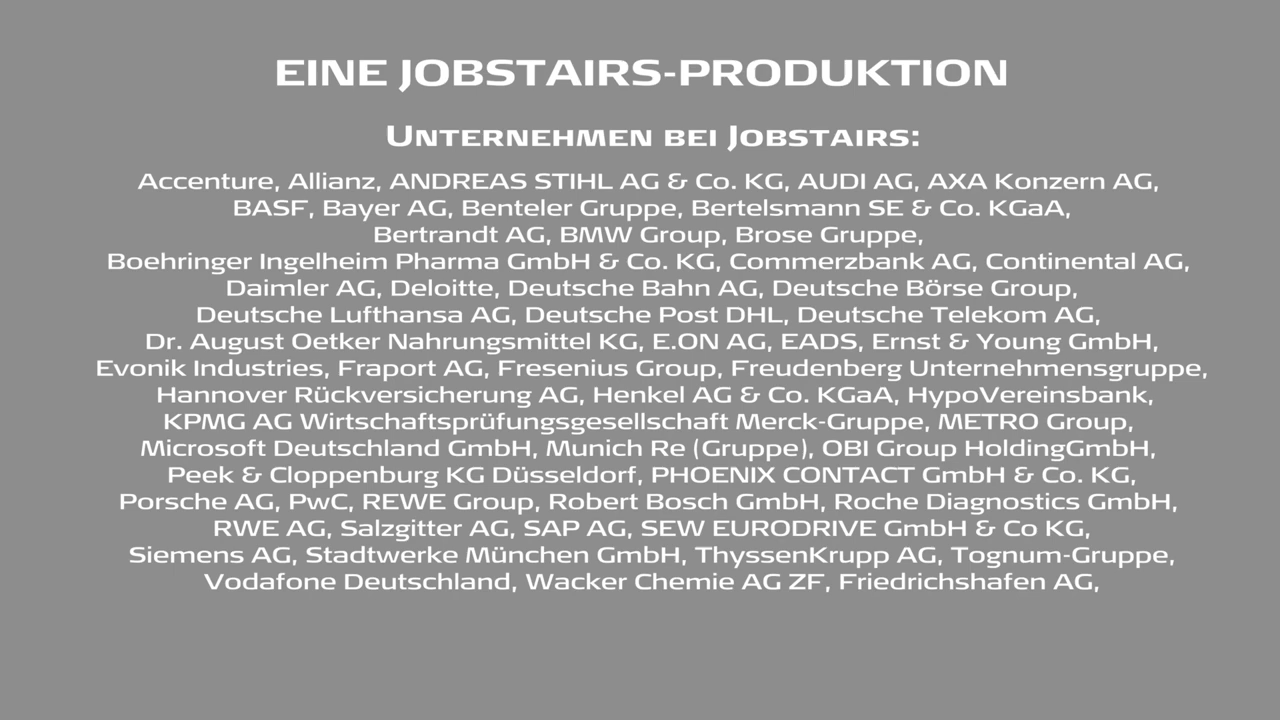 EINE JOBSTAIRS-PRODUKTION
UNTERNEHMEN BEI JOBSTAIRS:
Accenture, Allianz, ANDREAS STIHL AG & Co. KG, AUDI AG, AXA Konzern AG,
BASF, Bayer AG, Benteler Gruppe, Bertelsmann SE & Co. KGaA,
Bertrandt AG, BMW Group, Brose Gruppe,
Boehringer Ingelheim Pharma GmbH & Co. KG, Commerzbank AG, Continental AG,
Daimler AG, Deloitte, Deutsche Bahn AG, Deutsche Börse Group,
Deutsche Lufthansa AG, Deutsche Post DHL, Deutsche Telekom AG,
Dr. August Oetker Nahrungsmittel KG, E.ON AG, EADS, Ernst & Young GmbH,
Evonik Industries, Fraport AG, Fresenius Group, Freudenberg Unternehmensgruppe,
Hannover Rückversicherung AG, Henkel AG & Co. KGaA, HypoVereinsbank,
KPMG AG Wirtschaftsprüfungsgesellschaft Merck-Gruppe, METRO Group,
Microsoft Deutschland GmbH, Munich Re (Gruppe), OBI Group HoldingGmbH,
Peek & Cloppenburg KG Düsseldorf, PHOENIX CONTACT GmbH & Co. KG,
Porsche AG, PwC, REWE Group, Robert Bosch GmbH, Roche Diagnostics GmbH,
RWE AG, Salzgitter AG, SAP AG, SEW EURODRIVE GmbH & Co KG,
Siemens AG, Stadtwerke München GmbH, ThyssenKrupp AG, Tognum-Gruppe,
Vodafone Deutschland, Wacker Chemie AG ZF, Friedrichshafen AG,